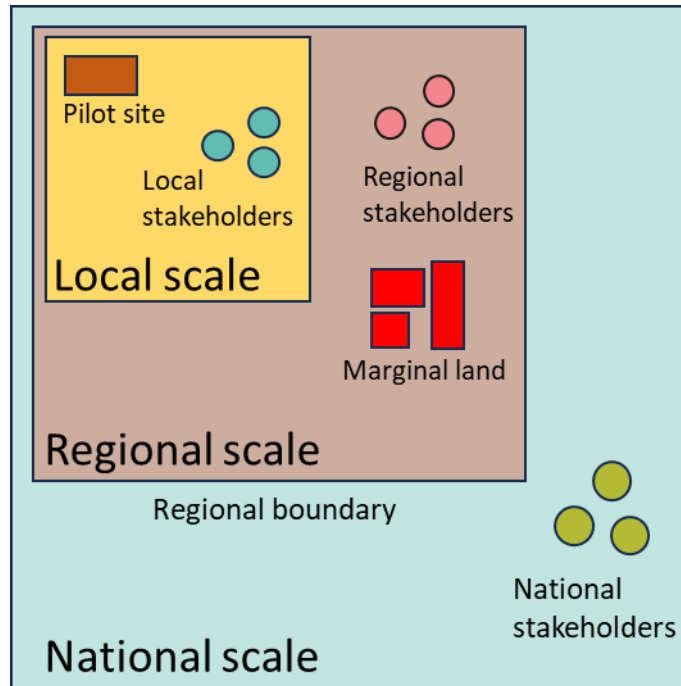 Pilot site
Local
stakeholders
Local scale
Regional
stakeholders
Marginal land
Regional scale
Regional boundary
National
stakeholders
National scale